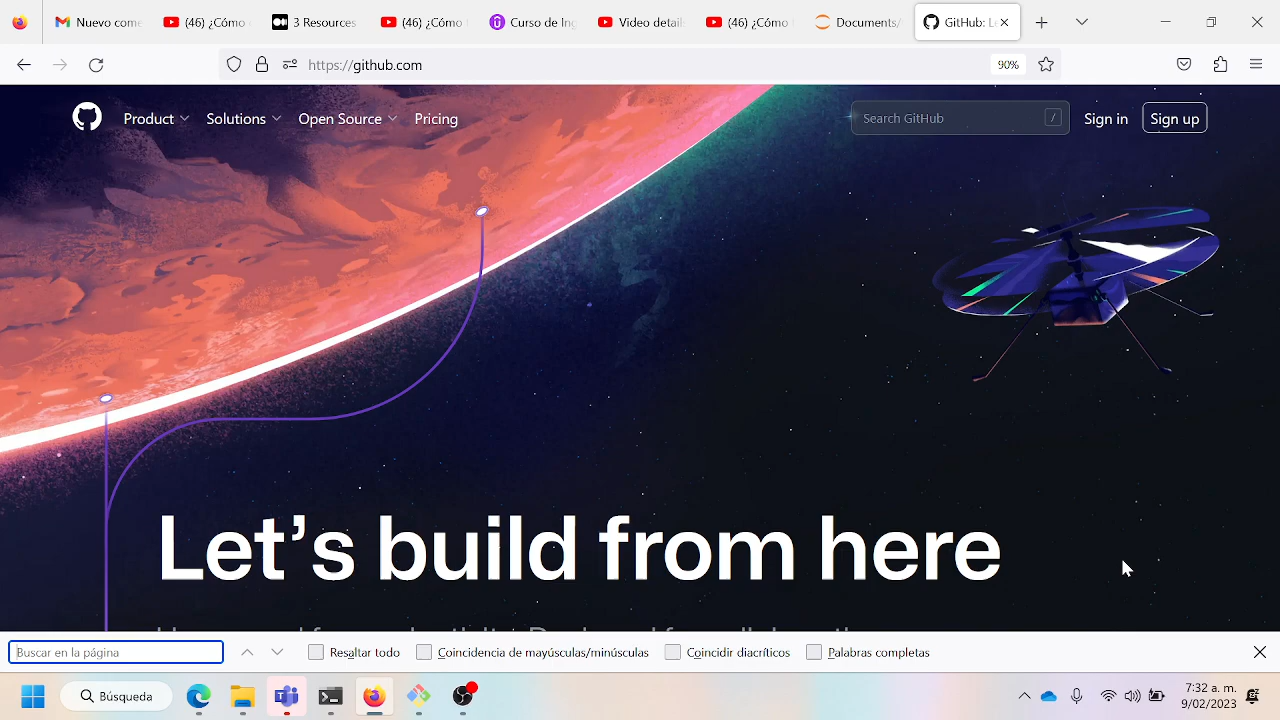 Nuevo come
(46) ¿Cómo
3 Resources
(46) ¿Cómo
Curso de Ing
Video detail
(46) ¿Cómo
Documents/
GitHub: Le
https://github.com
90%
Product
Solutions
Open Source
Pricing
Search GitHub
/
Sign in
Sign up
Let's build from here
Buscar en la página
Resaltar todo
Coincidencia de mayúsculas/minúsculas
Coincidir diacríticos
Palabras completas
Búsqueda
7:32 a. m.
9/02/2023